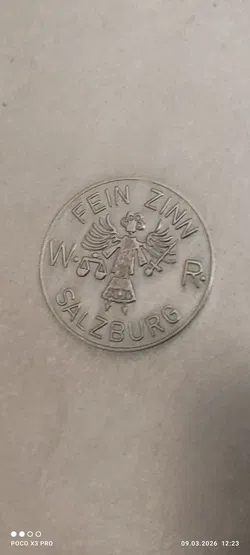 FEIN ZINN
W. R.
SALZBURG
POCO X3 PRO
09.03.2026 12:23